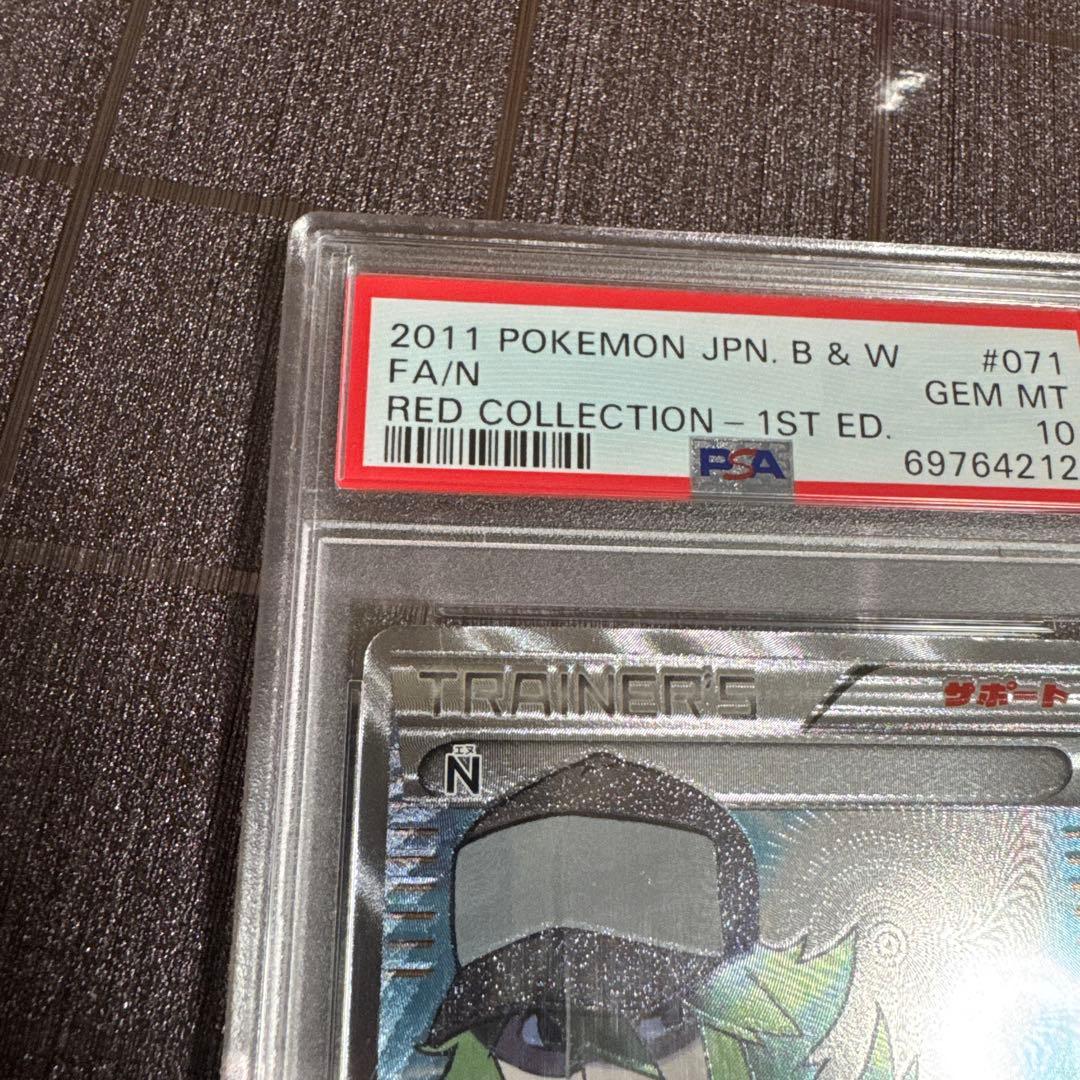 2011 POKEMON JPN. B & W #071
FA/N GEM MT
RED COLLECTION - 1ST ED. 10
PSA 69764212
TRAINER'S サポート
エヌ
N